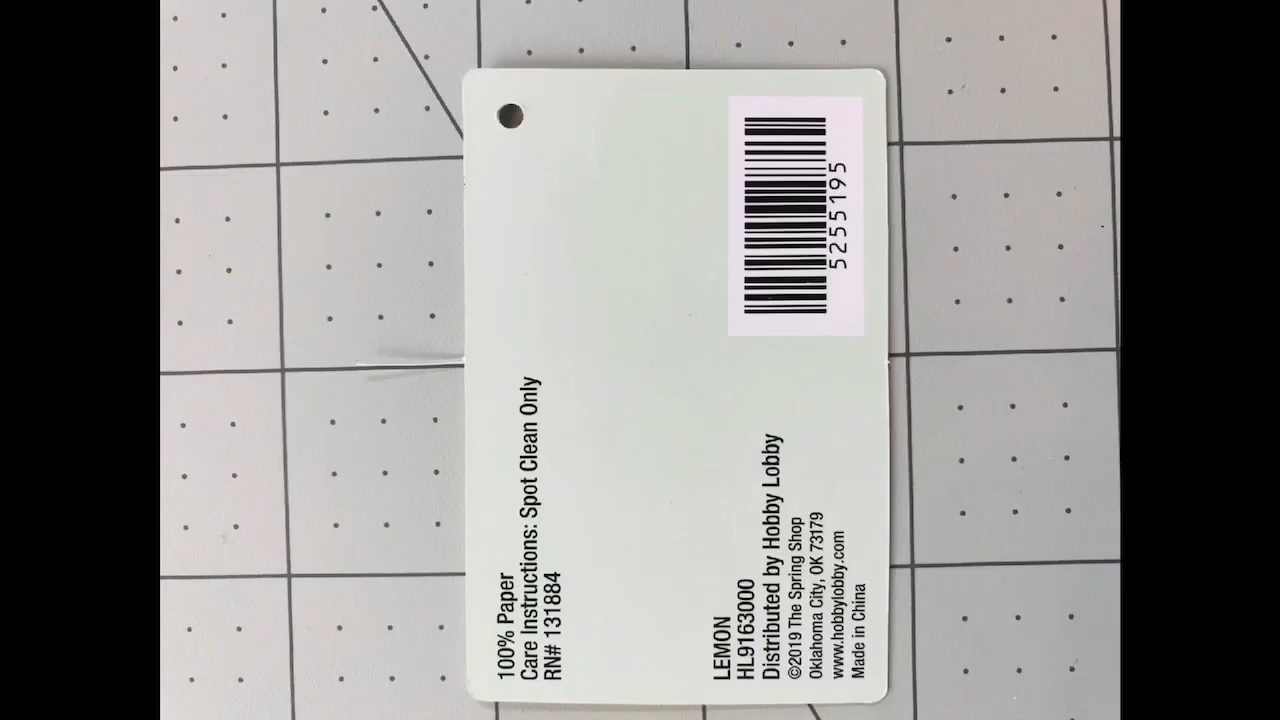 100% Paper
Care Instructions: Spot Clean Only
RN# 131884
LEMON
HL9163000
Distributed by Hobby Lobby
©2019 The Spring Shop
Oklahoma City, OK 73179
www.hobbylobby.com
Made in China
5255195